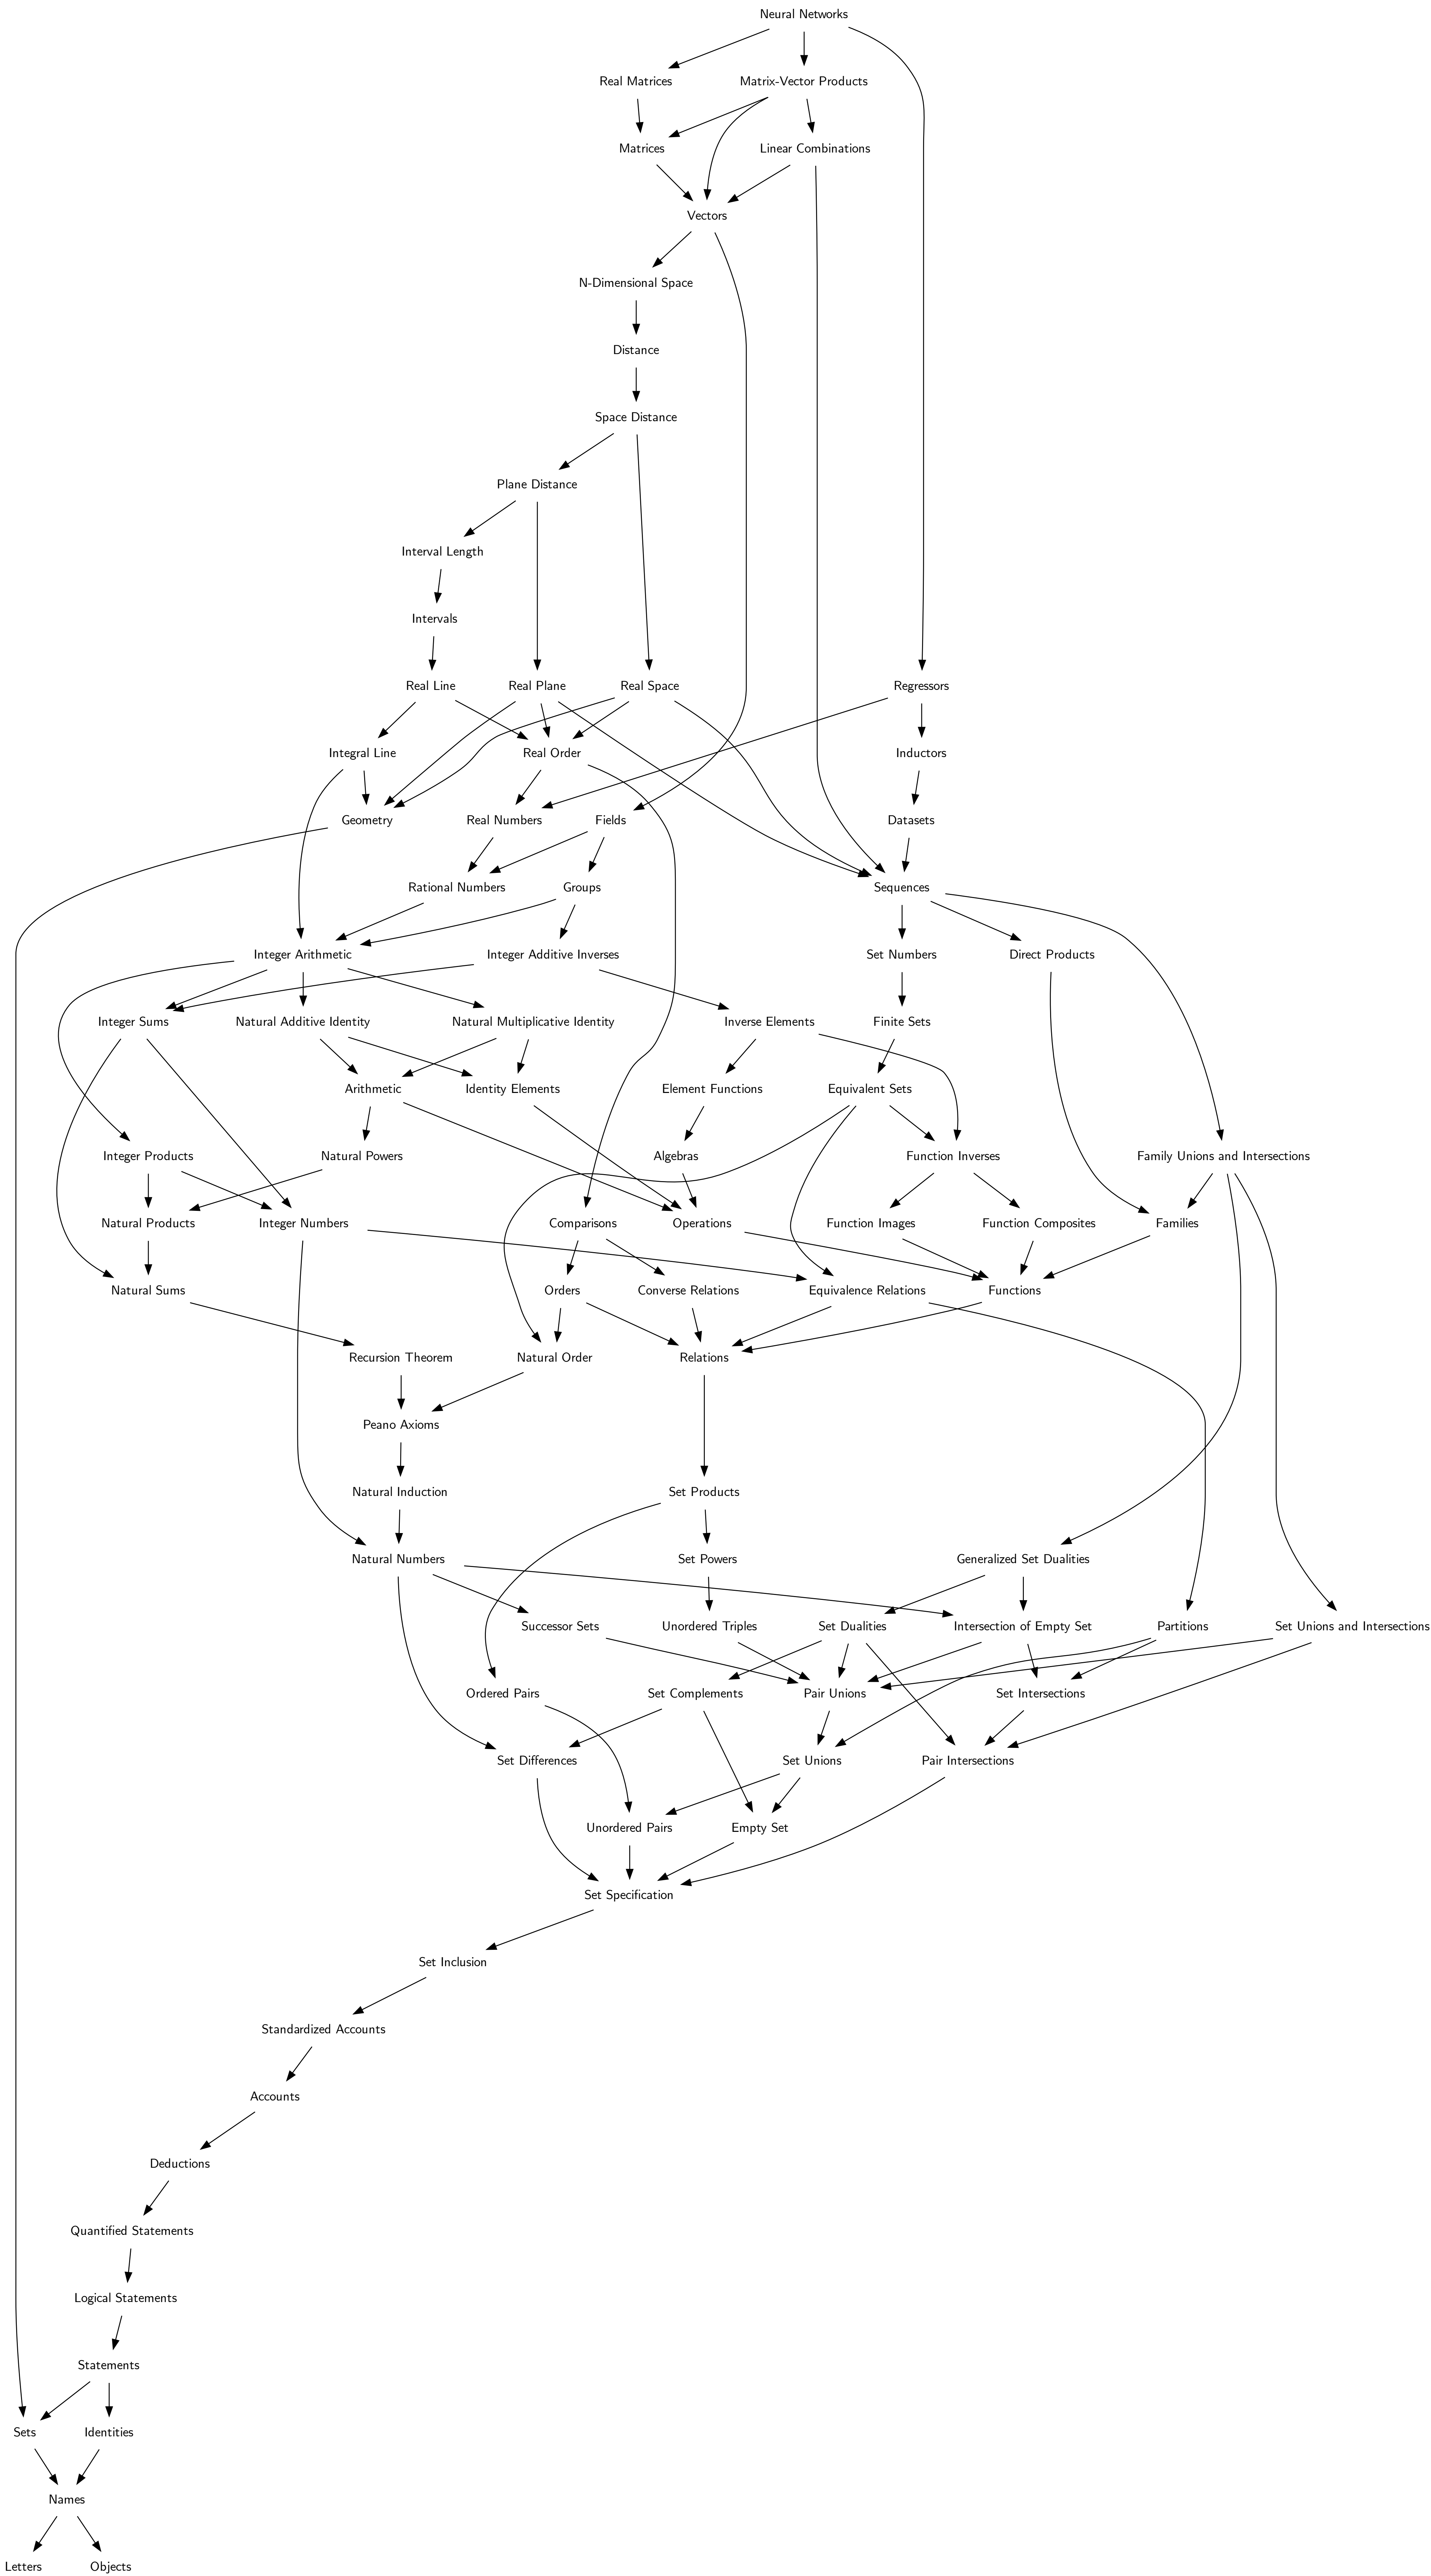 Neural Networks
Real Matrices
Matrix-Vector Products
Matrices
Linear Combinations
Vectors
N-Dimensional Space
Distance
Space Distance
Plane Distance
Interval Length
Intervals
Real Line
Real Plane
Real Space
Regressors
Integral Line
Real Order
Inductors
Geometry
Real Numbers
Fields
Datasets
Rational Numbers
Groups
Sequences
Integer Arithmetic
Integer Additive Inverses
Set Numbers
Direct Products
Integer Sums
Natural Additive Identity
Natural Multiplicative Identity
Inverse Elements
Finite Sets
Arithmetic
Identity Elements
Element Functions
Equivalent Sets
Integer Products
Natural Powers
Algebras
Function Inverses
Family Unions and Intersections
Natural Products
Integer Numbers
Comparisons
Operations
Function Images
Function Composites
Families
Natural Sums
Orders
Converse Relations
Equivalence Relations
Functions
Recursion Theorem
Natural Order
Relations
Peano Axioms
Natural Induction
Set Products
Natural Numbers
Set Powers
Generalized Set Dualities
Successor Sets
Unordered Triples
Set Dualities
Intersection of Empty Set
Partitions
Set Unions and Intersections
Ordered Pairs
Set Complements
Pair Unions
Set Intersections
Set Differences
Set Unions
Pair Intersections
Unordered Pairs
Empty Set
Set Specification
Set Inclusion
Standardized Accounts
Accounts
Deductions
Quantified Statements
Logical Statements
Statements
Sets
Identities
Names
Letters
Objects